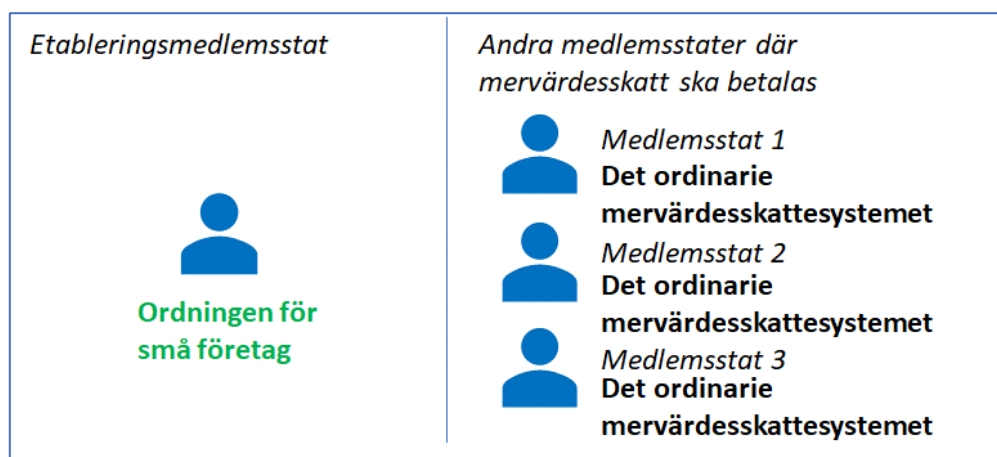 Etableringsmedlemsstat
Ordningen för
små företag
Andra medlemsstater där
mervärdesskatt ska betalas
Medlemsstat 1
Det ordinarie
mervärdesskattesystemet
Medlemsstat 2
Det ordinarie
mervärdesskattesystemet
Medlemsstat 3
Det ordinarie
mervärdesskattesystemet